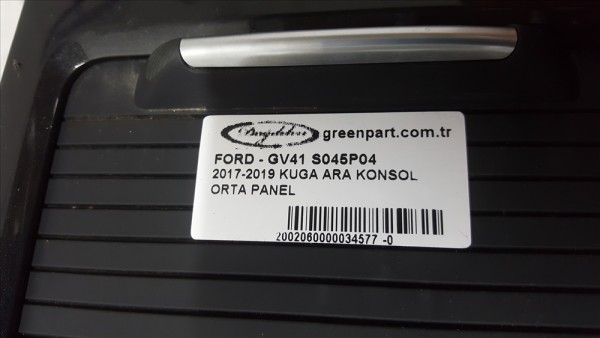 greenpart.com.tr
FORD - GV41 S045P04
2017-2019 KUGA ARA KONSOL
ORTA PANEL
2002060000034577 -0